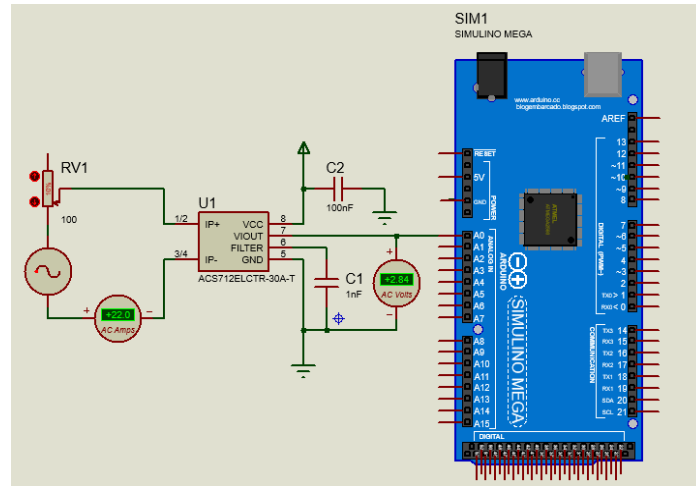 SIM1
SIMULINO MEGA
www.arduino.cc
blogembarcado.blogspot.com
AREF
RESET
5V
GND
POWER
13
12
~11
~10
~9
8
7
~6
~5
4
~3
2
TX0 > 1
RX0 < 0
DIGITAL (PWM~)
ATMEL
RV1
100
U1
1/2
IP+
3/4
IP-
VCC
8
VIOUT
7
FILTER
6
GND
5
ACS712ELCTR-30A-T
C2
100nF
C1
1nF
+
+22.0
-
AC Amps
+
+2.84
-
AC Volts
A0
A1
A2
A3
A4
A5
A6
A7
ANALOG IN
ARDUINO
SIMULINO MEGA
A8
A9
A10
A11
A12
A13
A14
A15
TX3 14
RX3 15
TX2 16
RX2 17
TX1 18
RX1 19
SDA 20
SCL 21
COMMUNICATION
DIGITAL